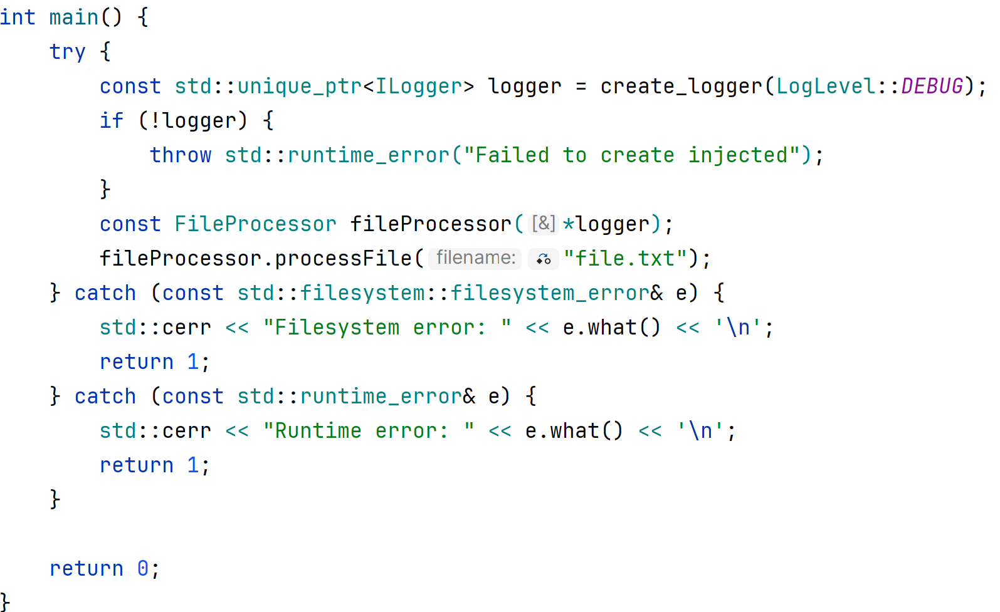 int main() {
    try {
        const std::unique_ptr<ILogger> logger = create_logger(LogLevel::DEBUG);
        if (!logger) {
            throw std::runtime_error("Failed to create injected");
        }
        const FileProcessor fileProcessor( [&] *logger);
        fileProcessor.processFile( filename: "file.txt");
    } catch (const std::filesystem::filesystem_error& e) {
        std::cerr << "Filesystem error: " << e.what() << '\n';
        return 1;
    } catch (const std::runtime_error& e) {
        std::cerr << "Runtime error: " << e.what() << '\n';
        return 1;
    }

    return 0;
}